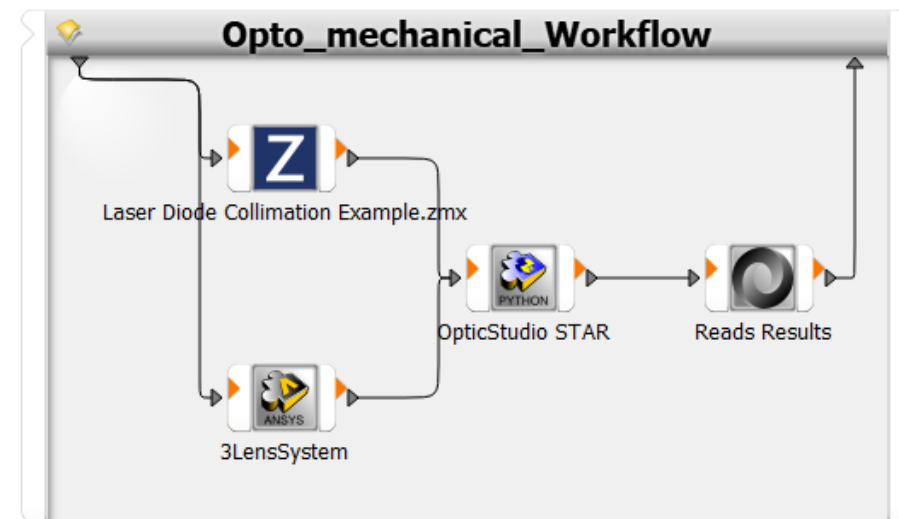 Opto_mechanical_Workflow
Z
Laser Diode Collimation Example.zmx
PYTHON
OpticStudio STAR
Reads Results
ANSYS
3LensSystem